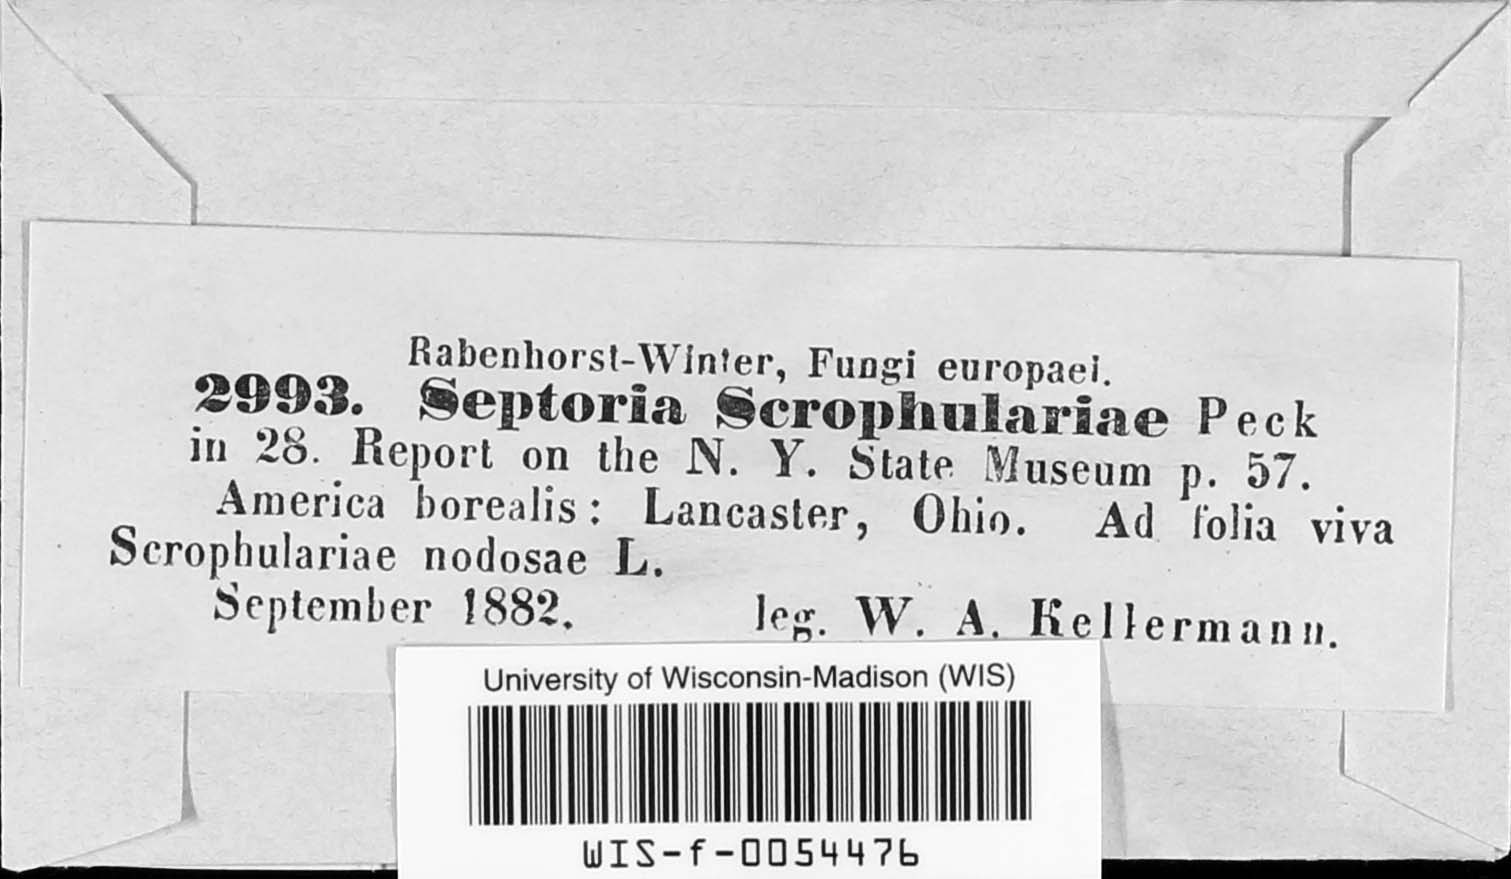 Rabenhorst-Winter, Fungi europaei.
2993. Septoria Scrophulariae Peck
in 28. Report on the N. Y. State Museum p. 57.
America borealis: Lancaster, Ohio. Ad folia viva
Scrophulariae nodosae L.
September 1882. leg. W. A. Kellermann.
University of Wisconsin-Madison (WIS)
WIS-f-0054476